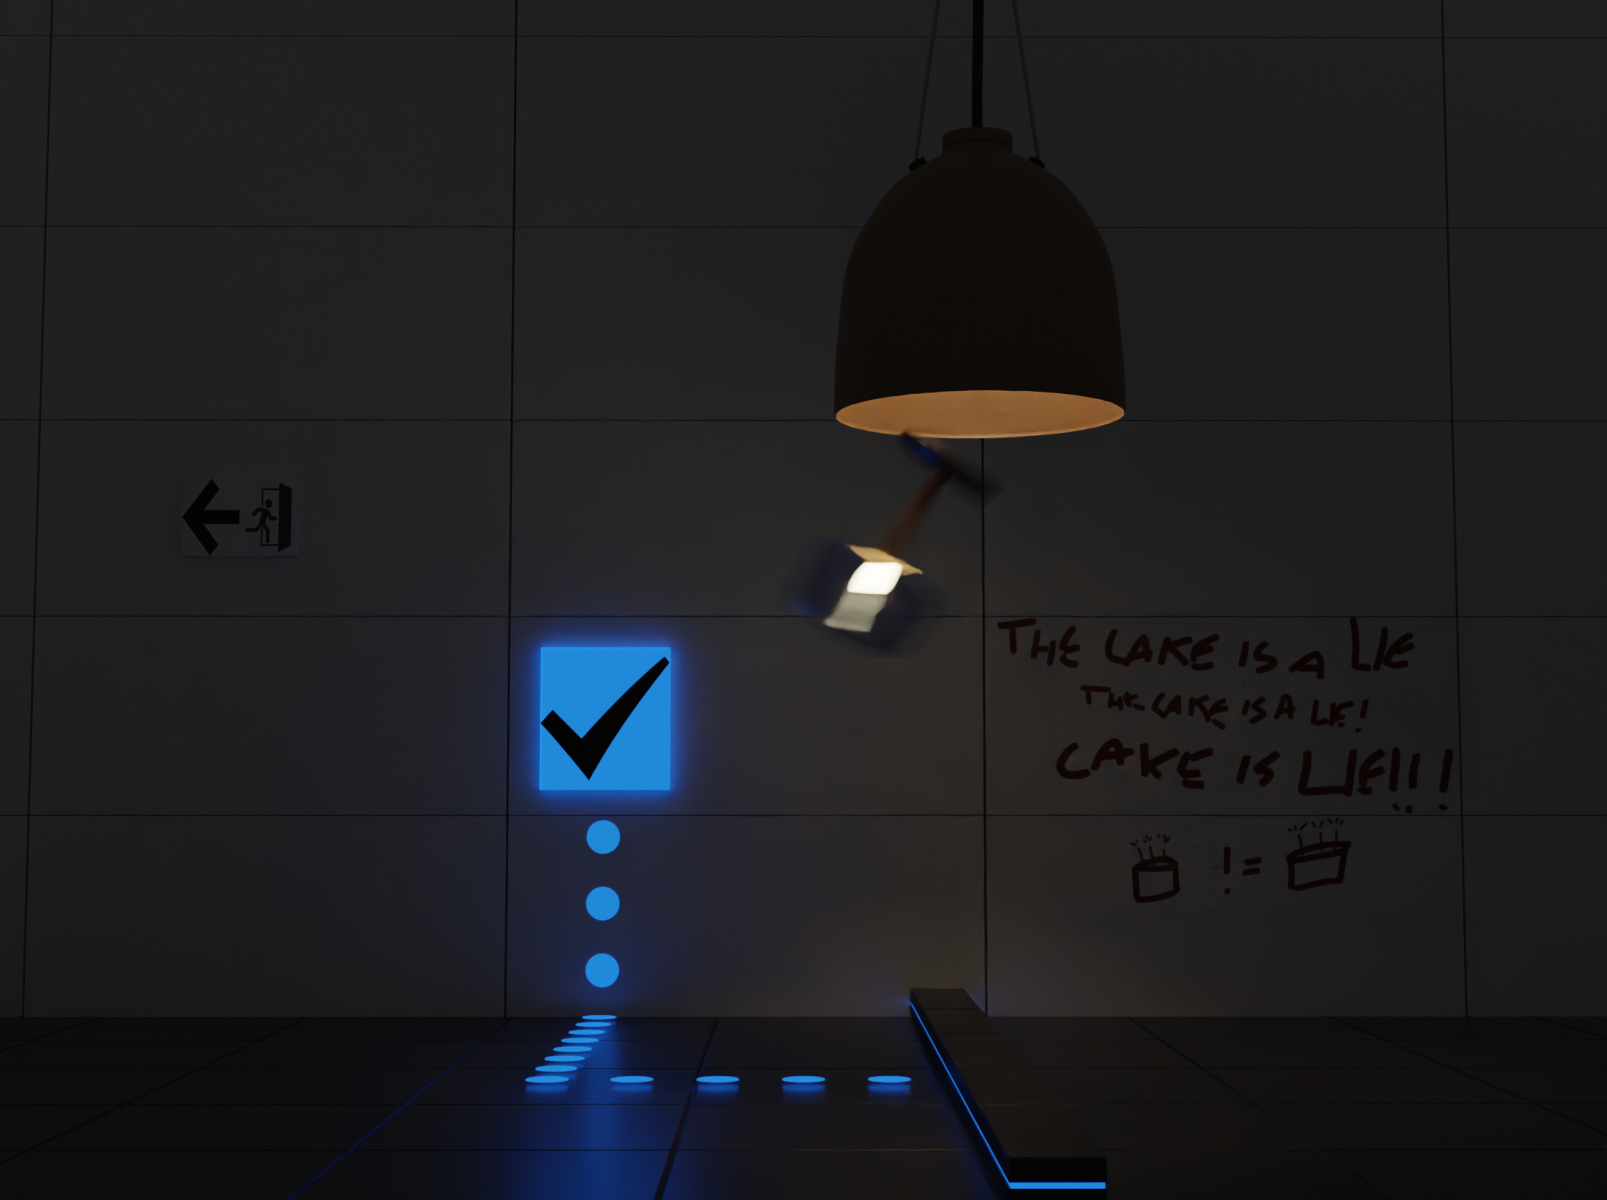 THE CAKE IS A LIE
THE CAKE IS A LIE!
CAKE IS LIE!!!
!=